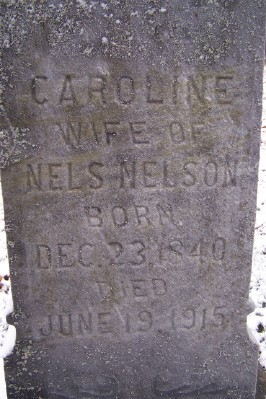 CAROLINE
WIFE OF
NELS NELSON
BORN
DEC. 23, 1840
DIED
JUNE 19, 1915